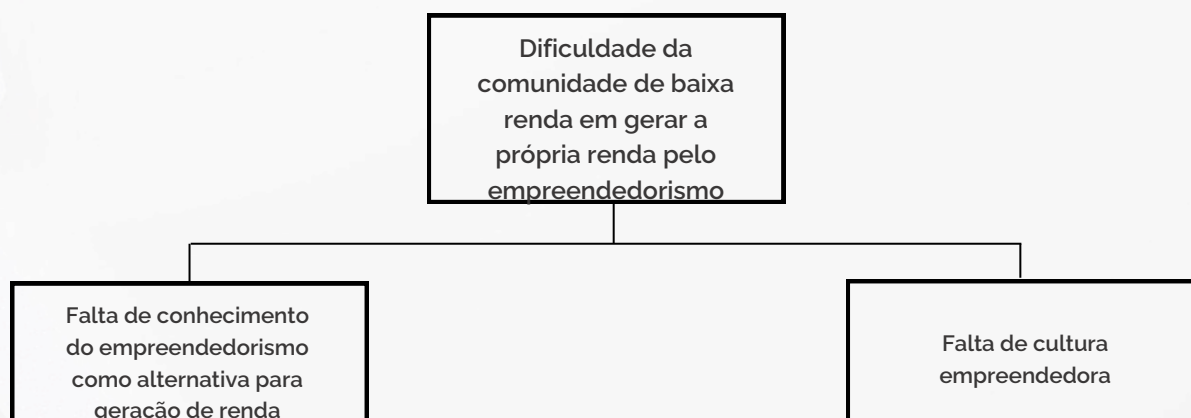 Dificuldade da
comunidade de baixa
renda em gerar a
própria renda pelo
empreendedorismo
Falta de conhecimento
do empreendedorismo
como alternativa para
geração de renda
Falta de cultura
empreendedora